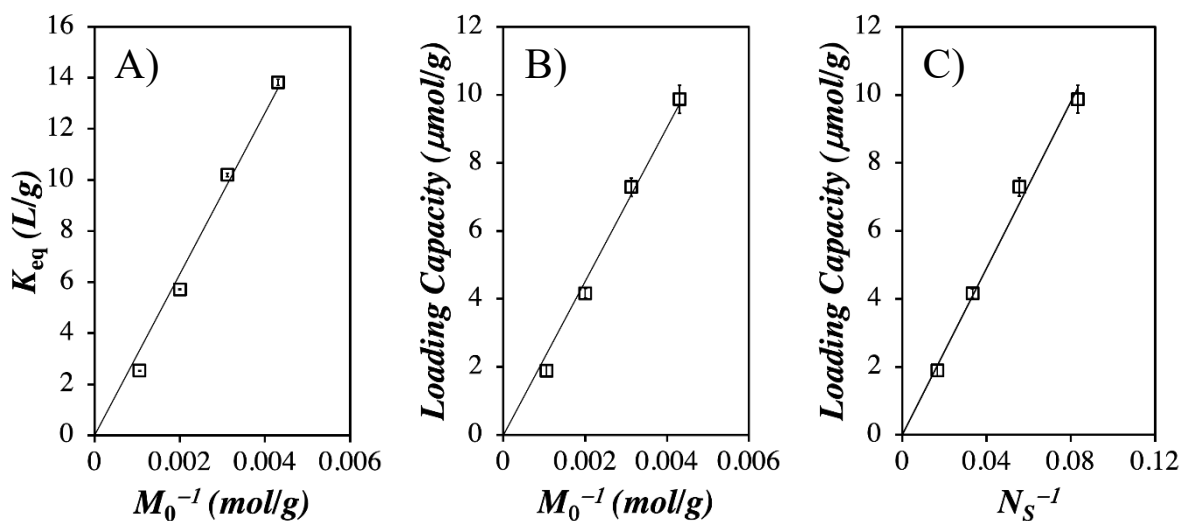 A)
K_eq (L/g)
16
14
12
10
8
6
4
2
0
0 0.002 0.004 0.006
M₀⁻¹ (mol/g)
B)
Loading Capacity (μmol/g)
12
10
8
6
4
2
0
0 0.002 0.004 0.006
M₀⁻¹ (mol/g)
C)
Loading Capacity (μmol/g)
12
10
8
6
4
2
0
0 0.04 0.08 0.12
N_S⁻¹